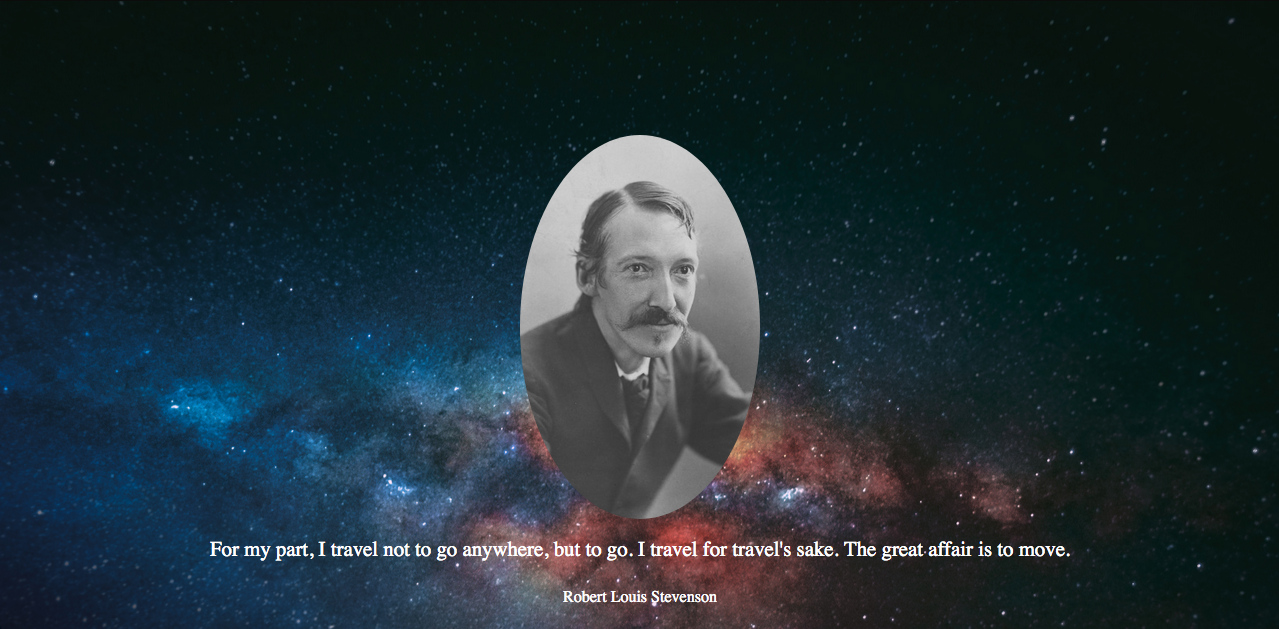 For my part, I travel not to go anywhere, but to go. I travel for travel's sake. The great affair is to move.
Robert Louis Stevenson